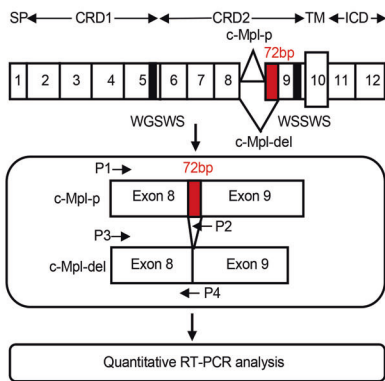 SP CRD1 CRD2 TM ICD
c-Mpl-p
72bp
1 2 3 4 5 6 7 8 9 10 11 12
WGSWS WSSWS
c-Mpl-del
P1
72bp
c-Mpl-p Exon 8 Exon 9
P2
P3
c-Mpl-del Exon 8 Exon 9
P4
Quantitative RT-PCR analysis